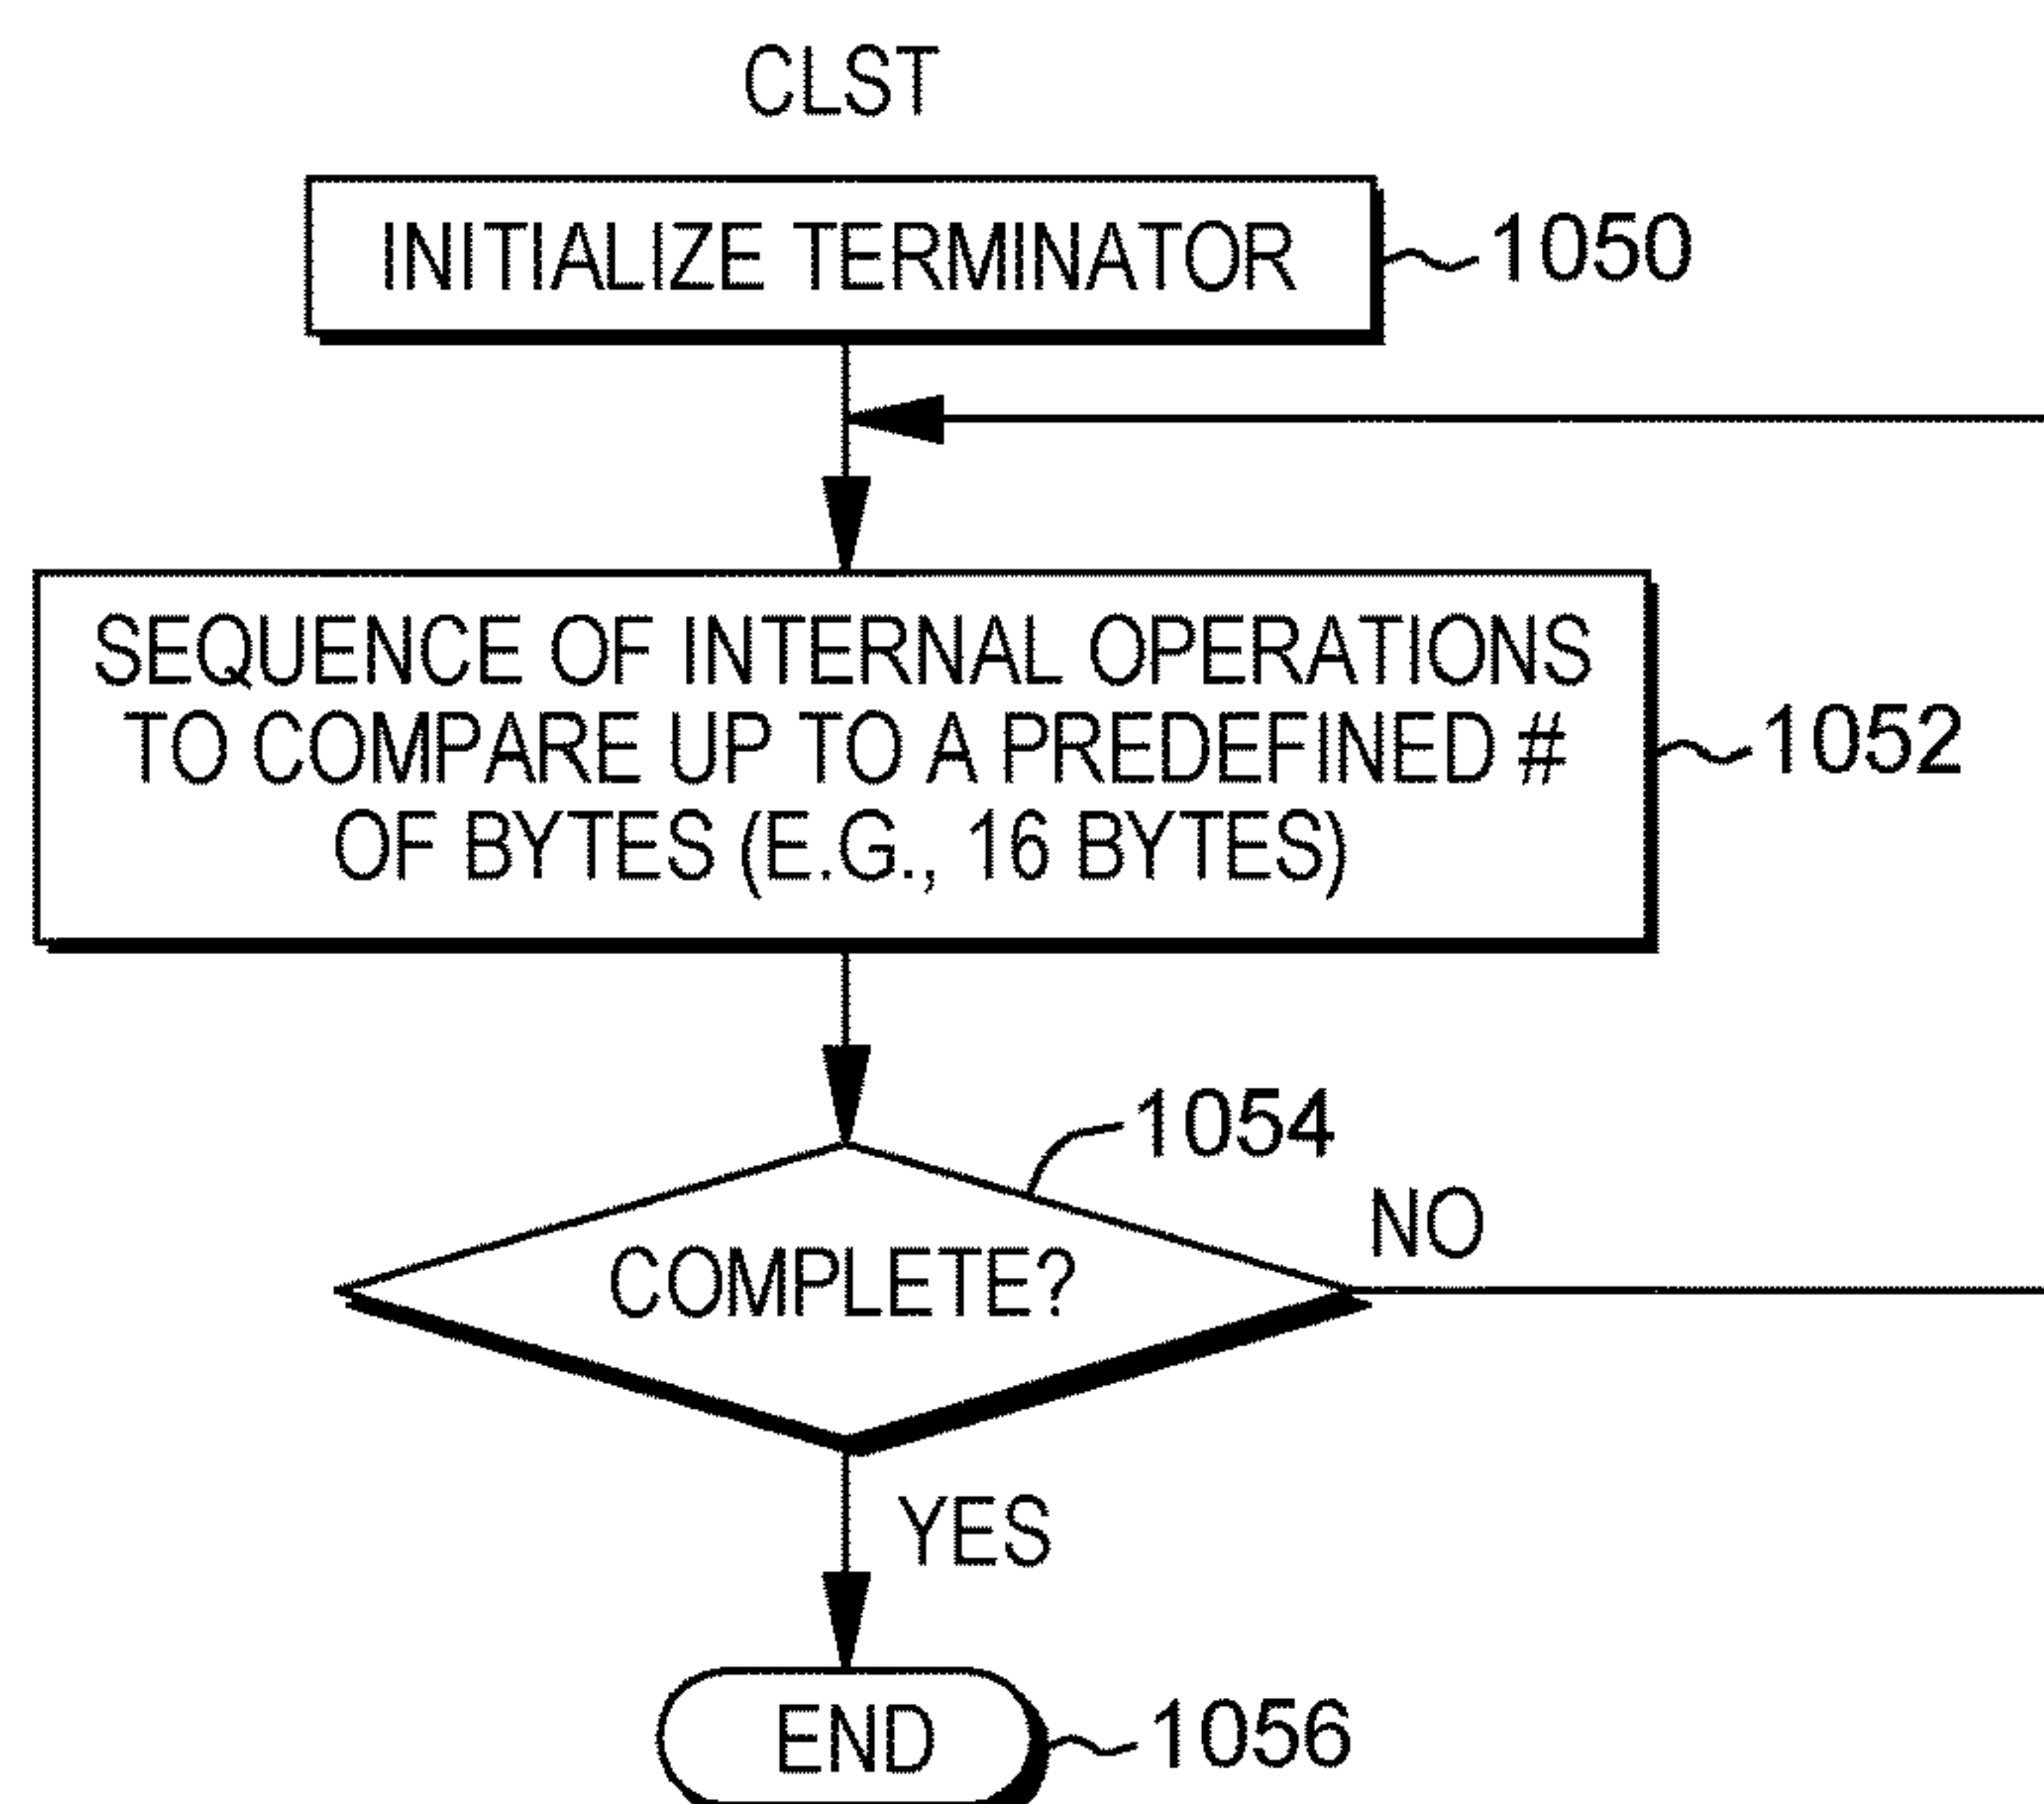 CLST
INITIALIZE TERMINATOR
1050
SEQUENCE OF INTERNAL OPERATIONS
TO COMPARE UP TO A PREDEFINED #
OF BYTES (E.G., 16 BYTES)
1052
1054
COMPLETE?
NO
YES
END
1056